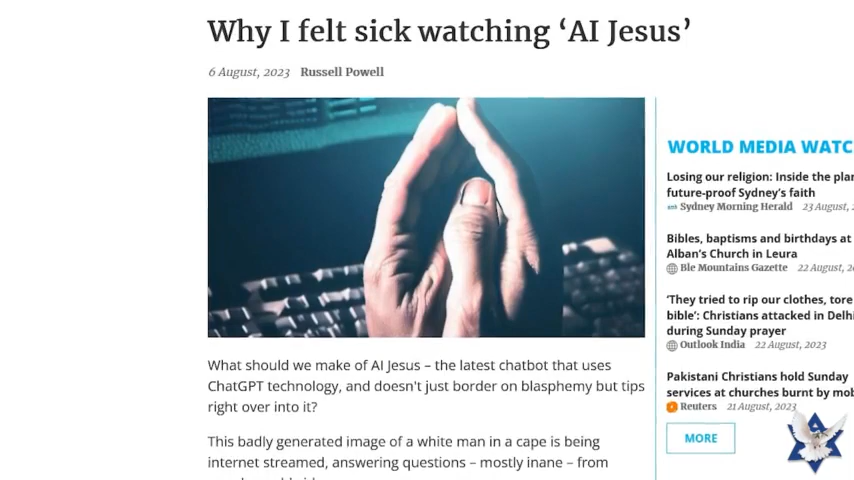 Why I felt sick watching ‘AI Jesus’
6 August, 2023 Russell Powell
What should we make of AI Jesus – the latest chatbot that uses
ChatGPT technology, and doesn't just border on blasphemy but tips
right over into it?
This badly generated image of a white man in a cape is being
internet streamed, answering questions – mostly inane – from
WORLD MEDIA WATC
Losing our religion: Inside the plan
future-proof Sydney's faith
Sydney Morning Herald 23 August,
Bibles, baptisms and birthdays at
Alban's Church in Leura
Ble Mountains Gazette 22 August,
‘They tried to rip our clothes, tore
bible’: Christians attacked in Delhi
during Sunday prayer
Outlook India 22 August, 2023
Pakistani Christians hold Sunday
services at churches burnt by mob
Reuters 21 August, 2023
MORE